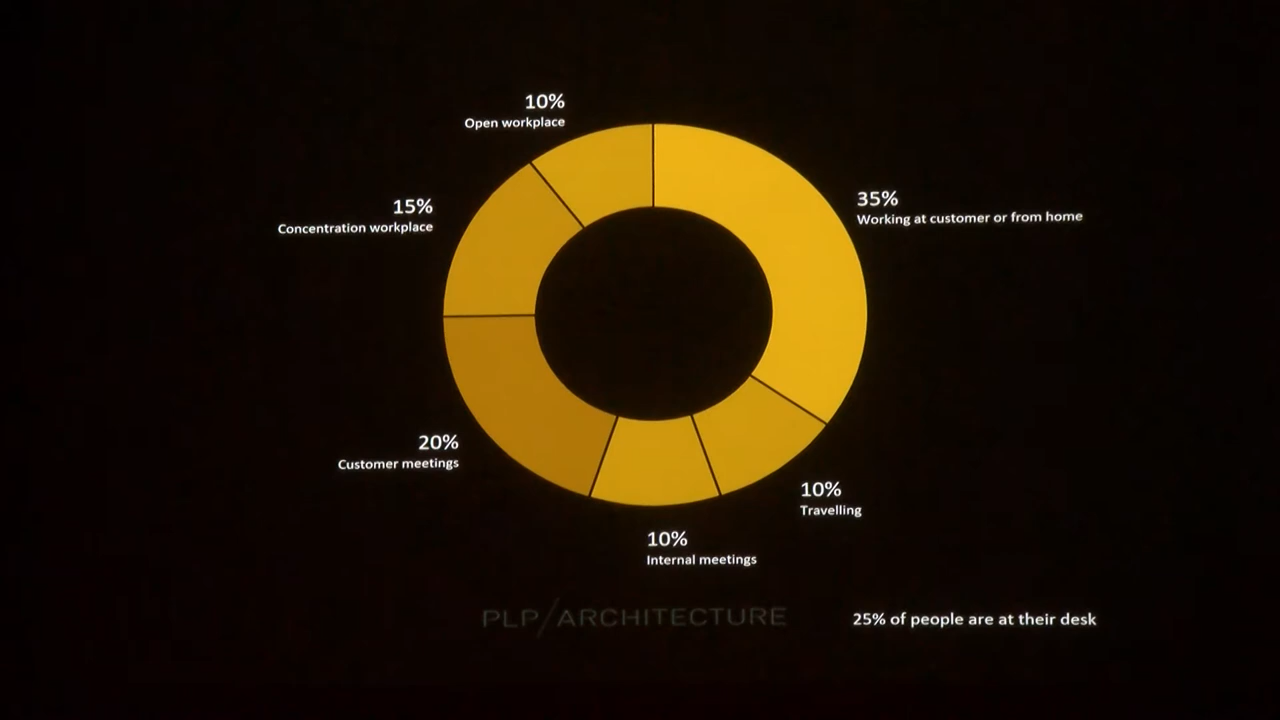 10%
Open workplace
35%
Working at customer or from home
15%
Concentration workplace
20%
Customer meetings
10%
Travelling
10%
Internal meetings
PLP/ARCHITECTURE
25% of people are at their desk